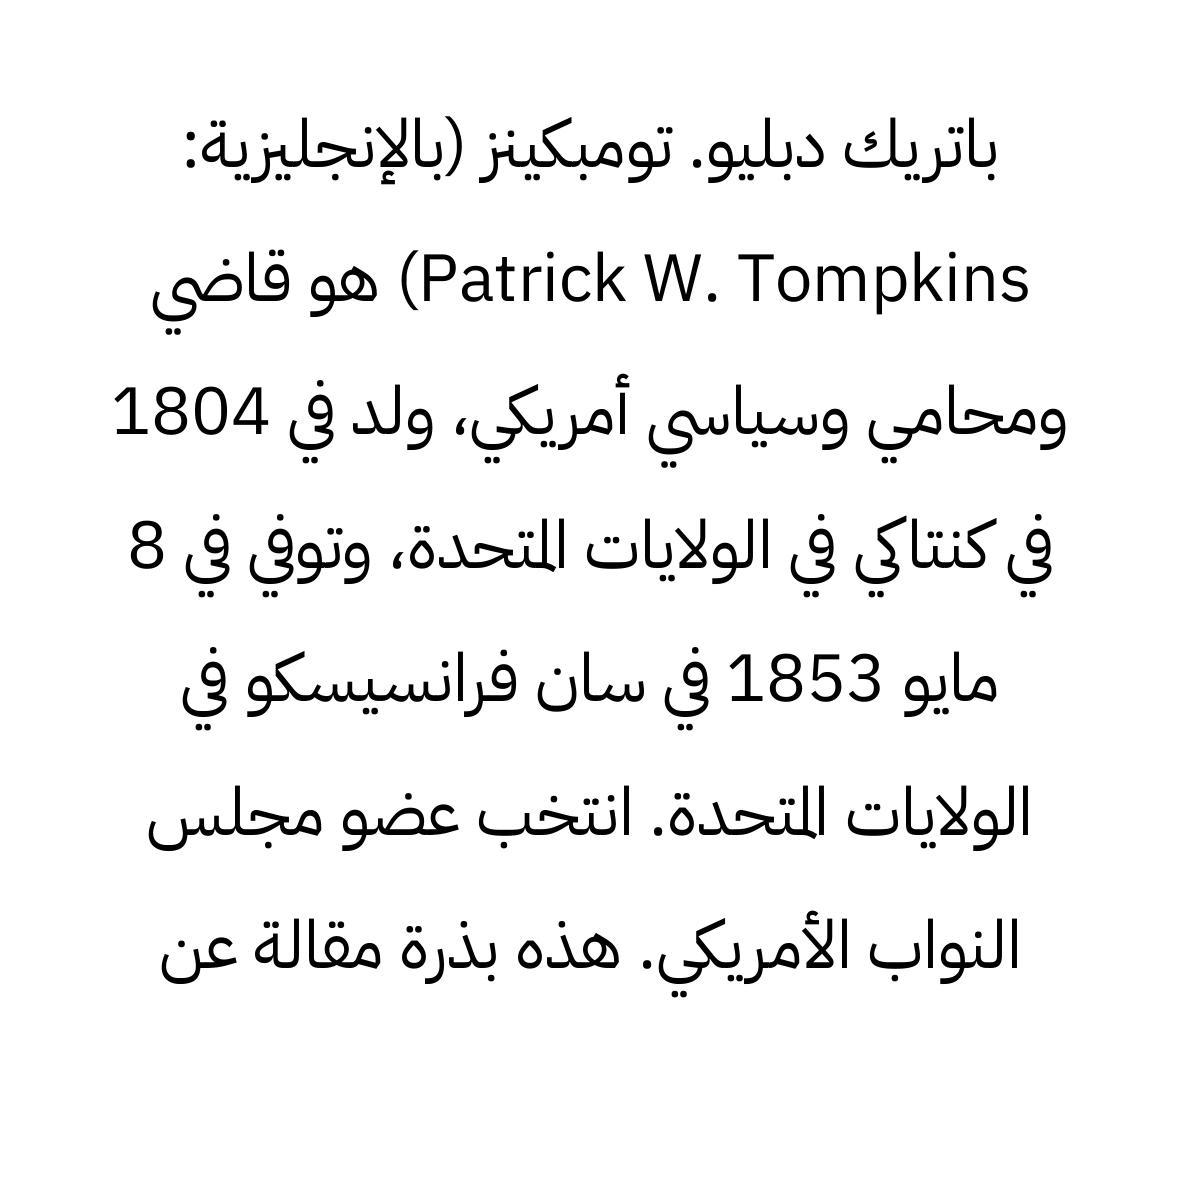 باتريك دبليو. تومبكينز (بالإنجليزية:
Patrick W. Tompkins) هو قاضي
ومحامي وسياسي أمريكي، ولد في 1804
في كنتاكي في الولايات المتحدة، وتوفي في 8
مايو 1853 في سان فرانسيسكو في
الولايات المتحدة. انتخب عضو مجلس
النواب الأمريكي. هذه بذرة مقالة عن